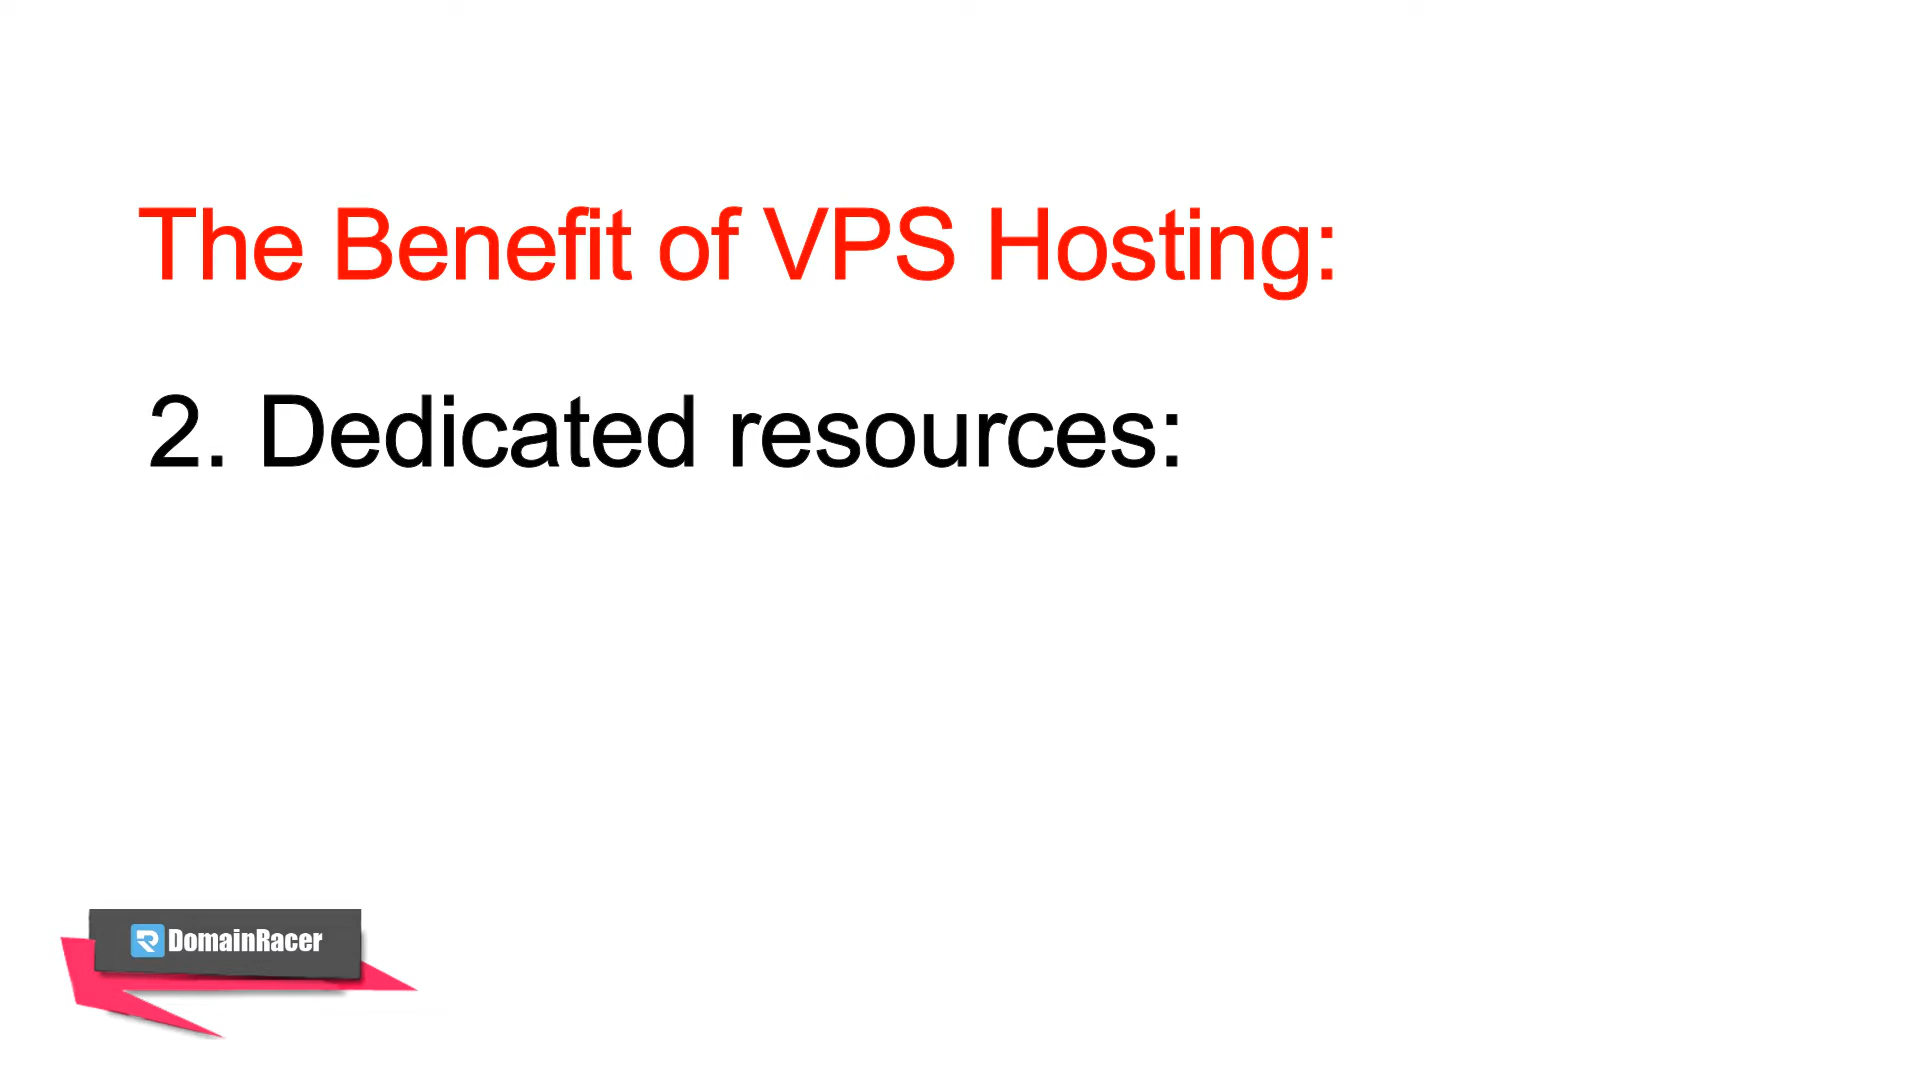 The Benefit of VPS Hosting:
2. Dedicated resources:
DomainRacer